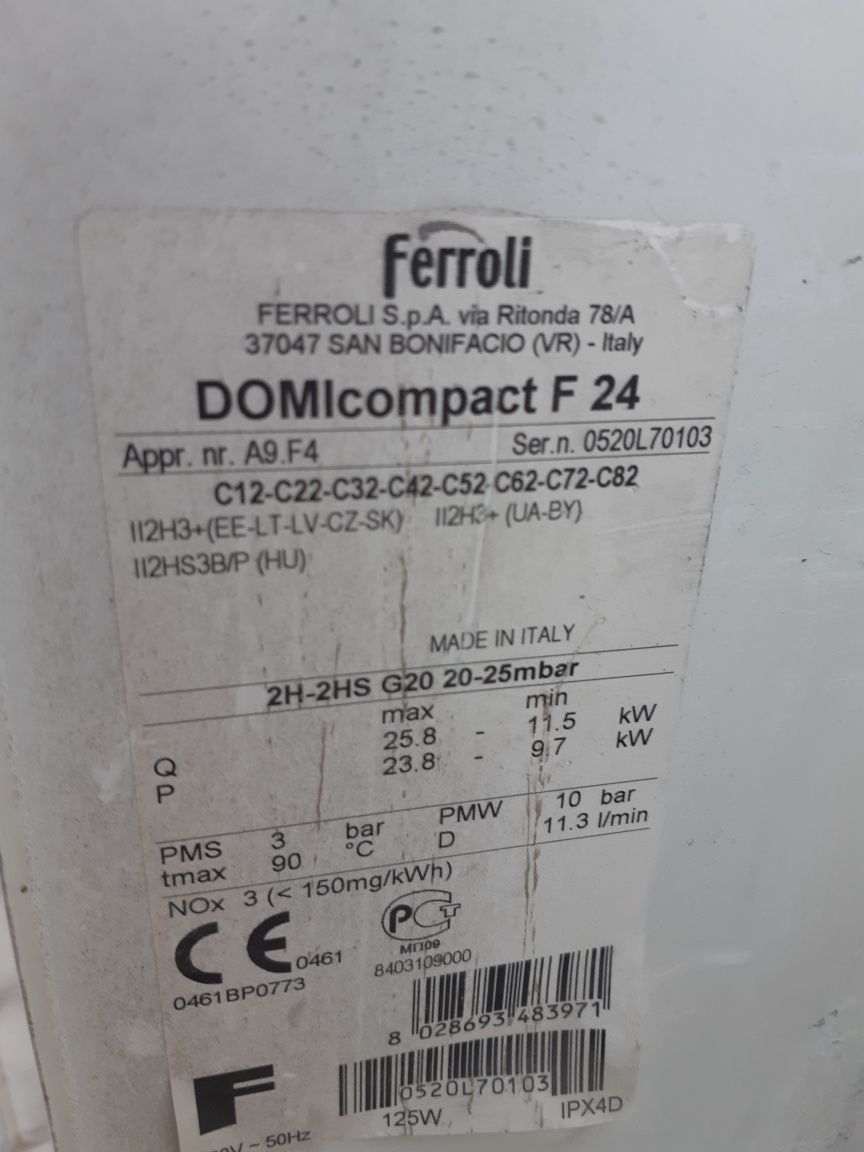 Ferroli
FERROLI S.p.A. via Ritonda 78/A
37047 SAN BONIFACIO (VR) - Italy
DOMIcompact F 24
Appr. nr. A9.F4 Ser.n. 0520L70103
C12-C22-C32-C42-C52-C62-C72-C82
II2H3+(EE-LT-LV-CZ-SK) II2H3+ (UA-BY)
II2HS3B/P (HU)
MADE IN ITALY
2H-2HS G20 20-25mbar
max min
Q 25.8 - 11.5 kW
P 23.8 - 9.7 kW
PMS 3 bar PMW 10 bar
tmax 90 °C D 11.3 l/min
NOx 3 (< 150mg/kWh)
CE 0461
0461BP0773
РСТ
МП09
8403109000
8 028693 483971
0520L70103
F
125W IPX4D
V ~ 50Hz